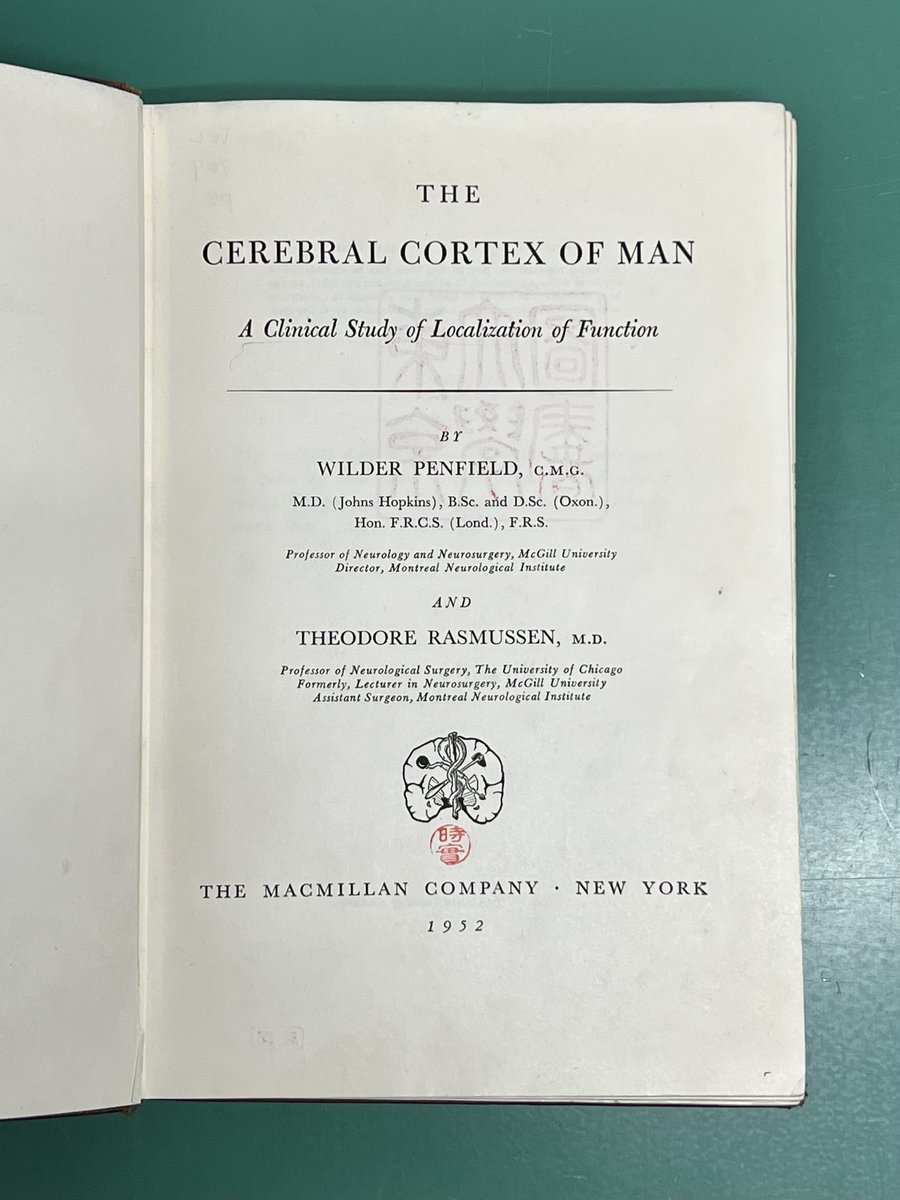 THE
CEREBRAL CORTEX OF MAN
A Clinical Study of Localization of Function
BY
WILDER PENFIELD, C.M.G.
M.D. (Johns Hopkins), B.Sc. and D.Sc. (Oxon.),
Hon. F.R.C.S. (Lond.), F.R.S.
Professor of Neurology and Neurosurgery, McGill University
Director, Montreal Neurological Institute
AND
THEODORE RASMUSSEN, M.D.
Professor of Neurological Surgery, The University of Chicago
Formerly, Lecturer in Neurosurgery, McGill University
Assistant Surgeon, Montreal Neurological Institute
時
實
THE MACMILLAN COMPANY · NEW YORK
1952